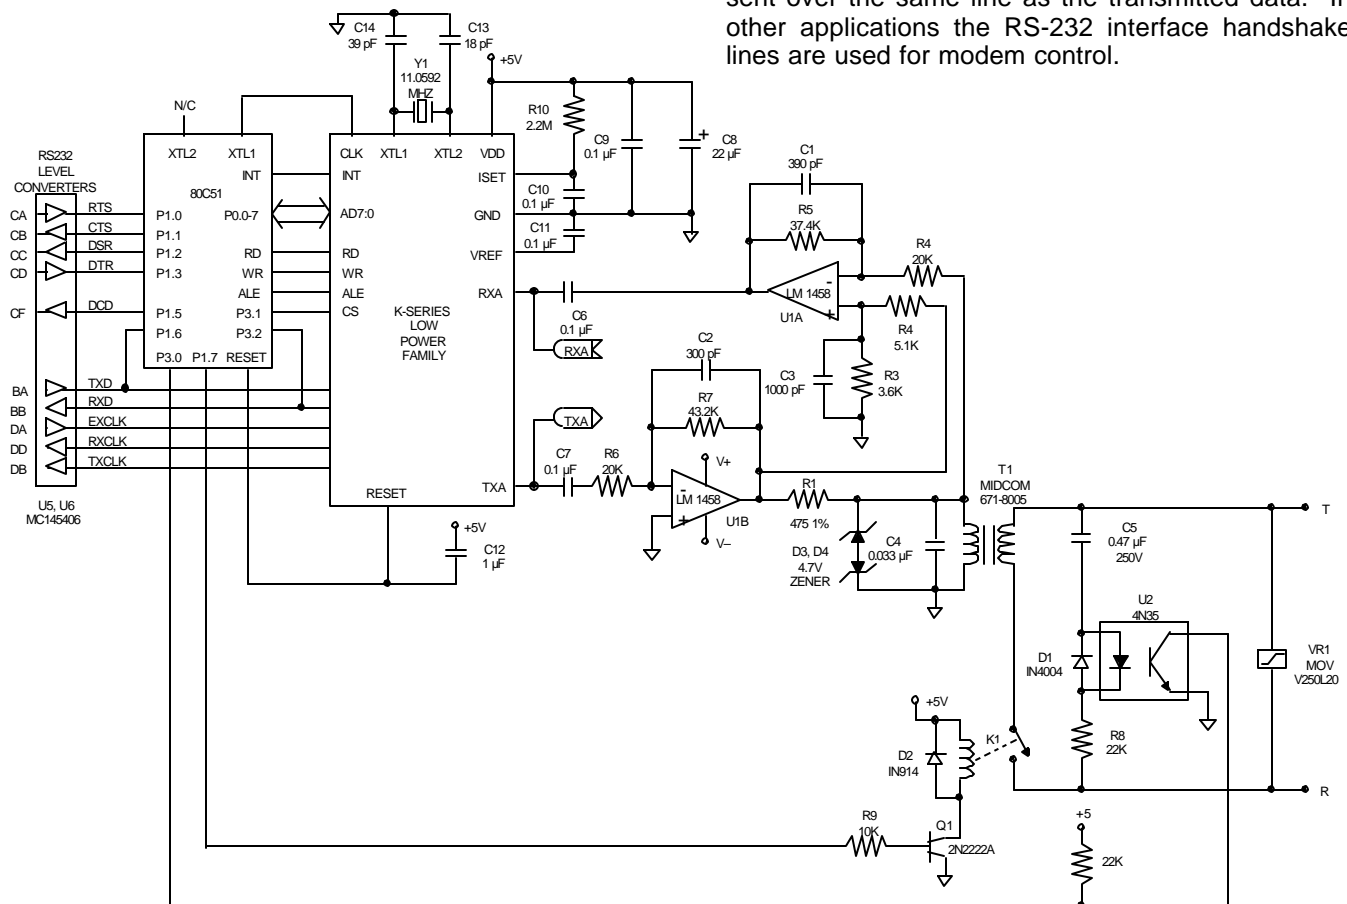 sent over the same line as the transmitted data. In
other applications the RS-232 interface handshake
lines are used for modem control.
C14
39 pF
C13
18 pF
Y1
11.0592
MHZ
+5V
N/C
R10
2.2M
C9
0.1 µF
+
C8
22 µF
RS232
LEVEL
CONVERTERS
XTL2
XTL1
INT
80C51
P1.0
P0.0-7
P1.1
P1.2
RD
P1.3
WR
ALE
P1.5
P3.1
P1.6
P3.2
P3.0
P1.7
RESET
CLK
XTL1
XTL2
VDD
INT
ISET
AD7:0
GND
RD
VREF
WR
ALE
RXA
CS
K-SERIES
LOW
POWER
FAMILY
TXA
RESET
CA
RTS
CB
CTS
CC
DSR
CD
DTR
CF
DCD
BA
TXD
BB
RXD
DA
EXCLK
DD
RXCLK
DB
TXCLK
U5, U6
MC145406
C10
0.1 µF
C11
0.1 µF
C1
390 pF
R5
37.4K
R4
20K
-
LM 1458
+
U1A
R4
5.1K
C6
0.1 µF
RXA
C3
1000 pF
R3
3.6K
C2
300 pF
R7
43.2K
TXA
C7
0.1 µF
R6
20K
V+
-
LM 1458
+
U1B
V–
R1
475 1%
D3, D4
4.7V
ZENER
C4
0.033 µF
T1
MIDCOM
671-8005
T
C5
0.47 µF
250V
+5V
C12
1 µF
U2
4N35
D1
IN4004
VR1
MOV
V250L20
R8
22K
+5V
D2
IN914
K1
R
R9
10K
Q1
2N2222A
+5
22K